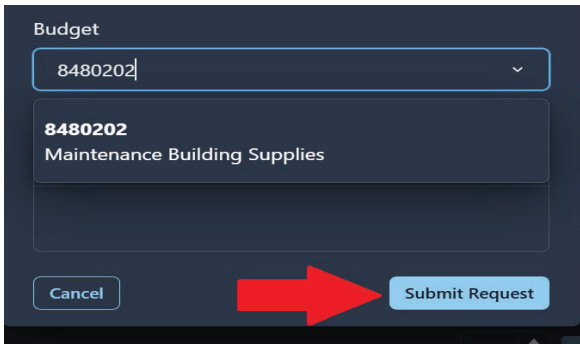 Budget
8480202
8480202
Maintenance Building Supplies
Cancel
Submit Request